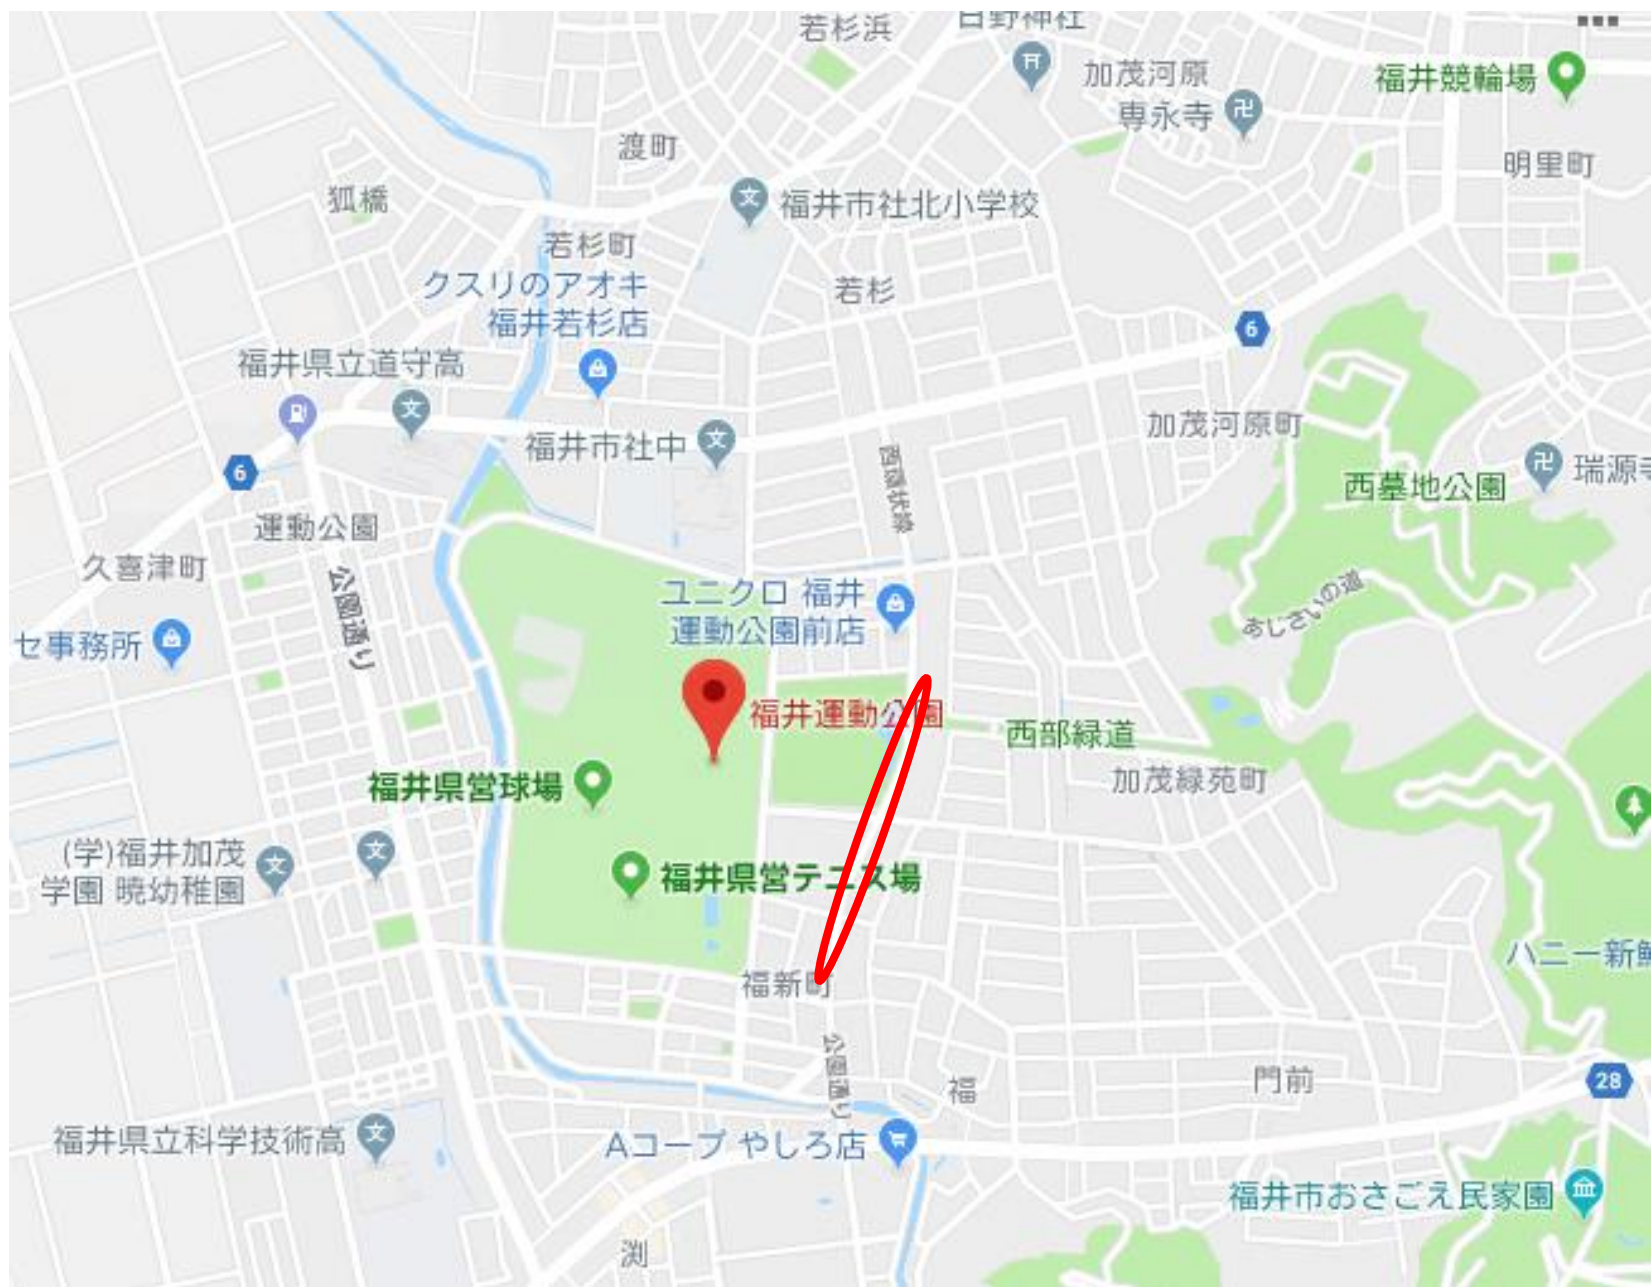 若杉浜
日野神社
加茂河原
専永寺
福井競輪場
渡町
明里町
狐橋
福井市社北小学校
若杉町
クスリのアオキ
福井若杉店
若杉
6
福井県立道守高
加茂河原町
福井市社中
西環状線
6
西墓地公園
瑞源寺
運動公園
久喜津町
公園通り
ユニクロ 福井
運動公園前店
あじさいの道
セ事務所
福井運動公園
西部緑道
加茂緑苑町
福井県営球場
(学)福井加茂
学園 暁幼稚園
福井県営テニス場
ハニー新鮮
福新町
公園通り
福
門前
28
福井県立科学技術高
Aコープ やしろ店
福井市おさごえ民家園
渕